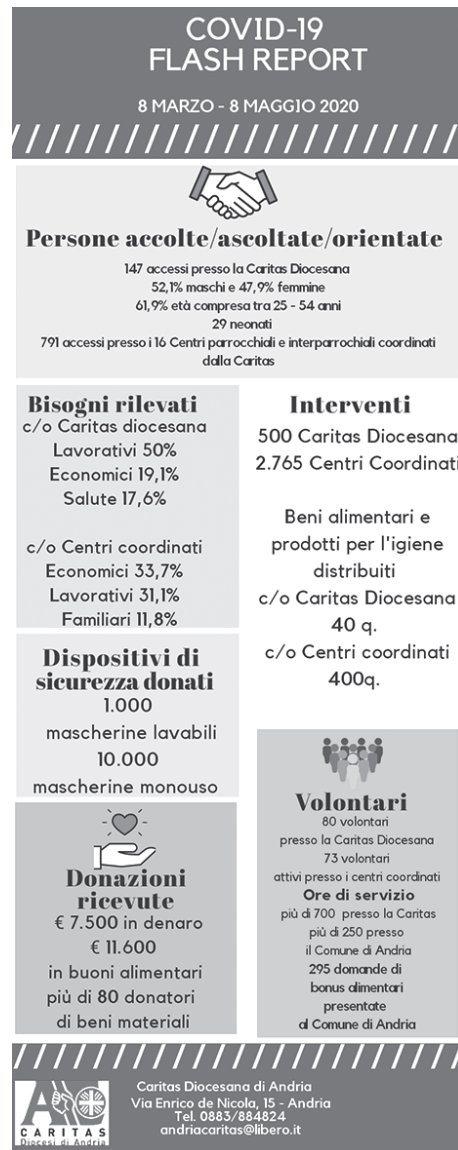 COVID-19
FLASH REPORT
8 MARZO - 8 MAGGIO 2020
Persone accolte/ascoltate/orientate
147 accessi presso la Caritas Diocesana
52,1% maschi e 47,9% femmine
61,9% età compresa tra 25 - 54 anni
29 neonati
791 accessi presso i 16 Centri parrocchiali e interparrochiali coordinati
dalla Caritas
Bisogni rilevati
c/o Caritas diocesana
Lavorativi 50%
Economici 19,1%
Salute 17,6%
c/o Centri coordinati
Economici 33,7%
Lavorativi 31,1%
Familiari 11,8%
Interventi
500 Caritas Diocesana
2.765 Centri Coordinati
Beni alimentari e
prodotti per l'igiene
distribuiti
c/o Caritas Diocesana
40 q.
c/o Centri coordinati
400q.
Dispositivi di
sicurezza donati
1.000
mascherine lavabili
10.000
mascherine monouso
Donazioni
ricevute
€ 7.500 in denaro
€ 11.600
in buoni alimentari
più di 80 donatori
di beni materiali
Volontari
80 volontari
presso la Caritas Diocesana
73 volontari
attivi presso i centri coordinati
Ore di servizio
più di 700 presso la Caritas
più di 250 presso
il Comune di Andria
295 domande di
bonus alimentari
presentate
al Comune di Andria
CARITAS
Diocesi di Andria
Caritas Diocesana di Andria
Via Enrico de Nicola, 15 - Andria
Tel. 0883/884824
andriacaritas@libero.it